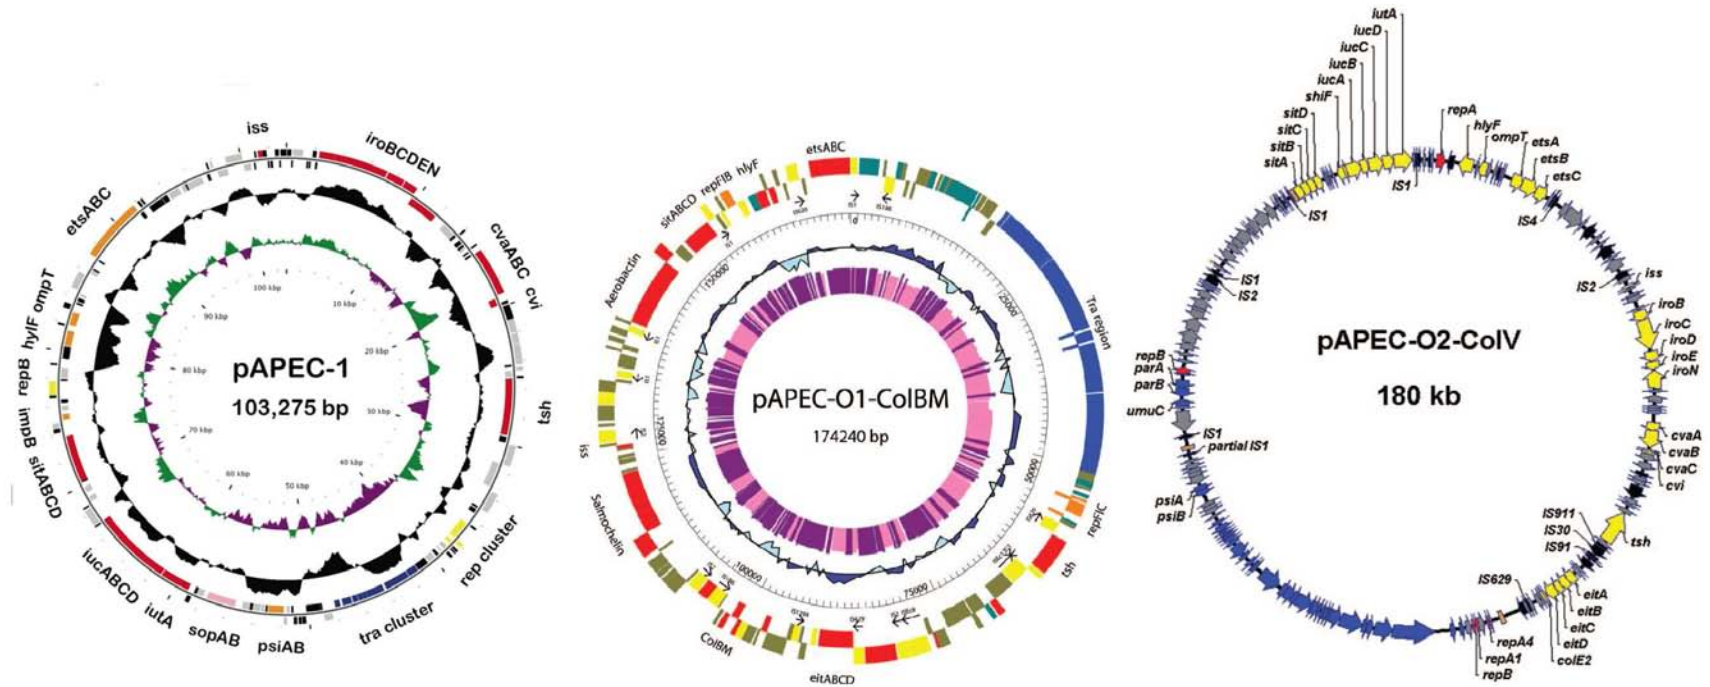 iss
iroBCDEN
cvaABC cvi
tsh
rep cluster
tra cluster
psiAB
sopAB
iutA
iucABCD
sitABCD
impB
repB
hylF
ompT
etsABC
100 kbp
10 kbp
20 kbp
30 kbp
40 kbp
50 kbp
60 kbp
70 kbp
80 kbp
90 kbp
pAPEC-1
103,275 bp
etsABC
Tra region
repFIC
tsh
eitABCD
ColBM
Salmochelin
iss
Aerobactin
sitABCD
repFIB
hlyF
0
25000
50000
75000
100000
125000
150000
IS1
pAPEC-O1-ColBM
174240 bp
iutA
iucD
iucC
iucB
iucA
shiF
sitD
sitC
sitB
sitA
IS1
IS1
repA
hlyF
ompT
etsA
etsB
etsC
IS4
IS2
iss
iroB
iroC
iroD
iroE
iroN
cvaA
cvaB
cvaC
cvi
tsh
IS911
IS30
IS91
IS629
eitA
eitB
eitC
eitD
colE2
repA4
repA1
repB
psiA
psiB
partial IS1
IS1
umuC
parB
parA
repB
IS1
IS2
pAPEC-O2-ColV
180 kb